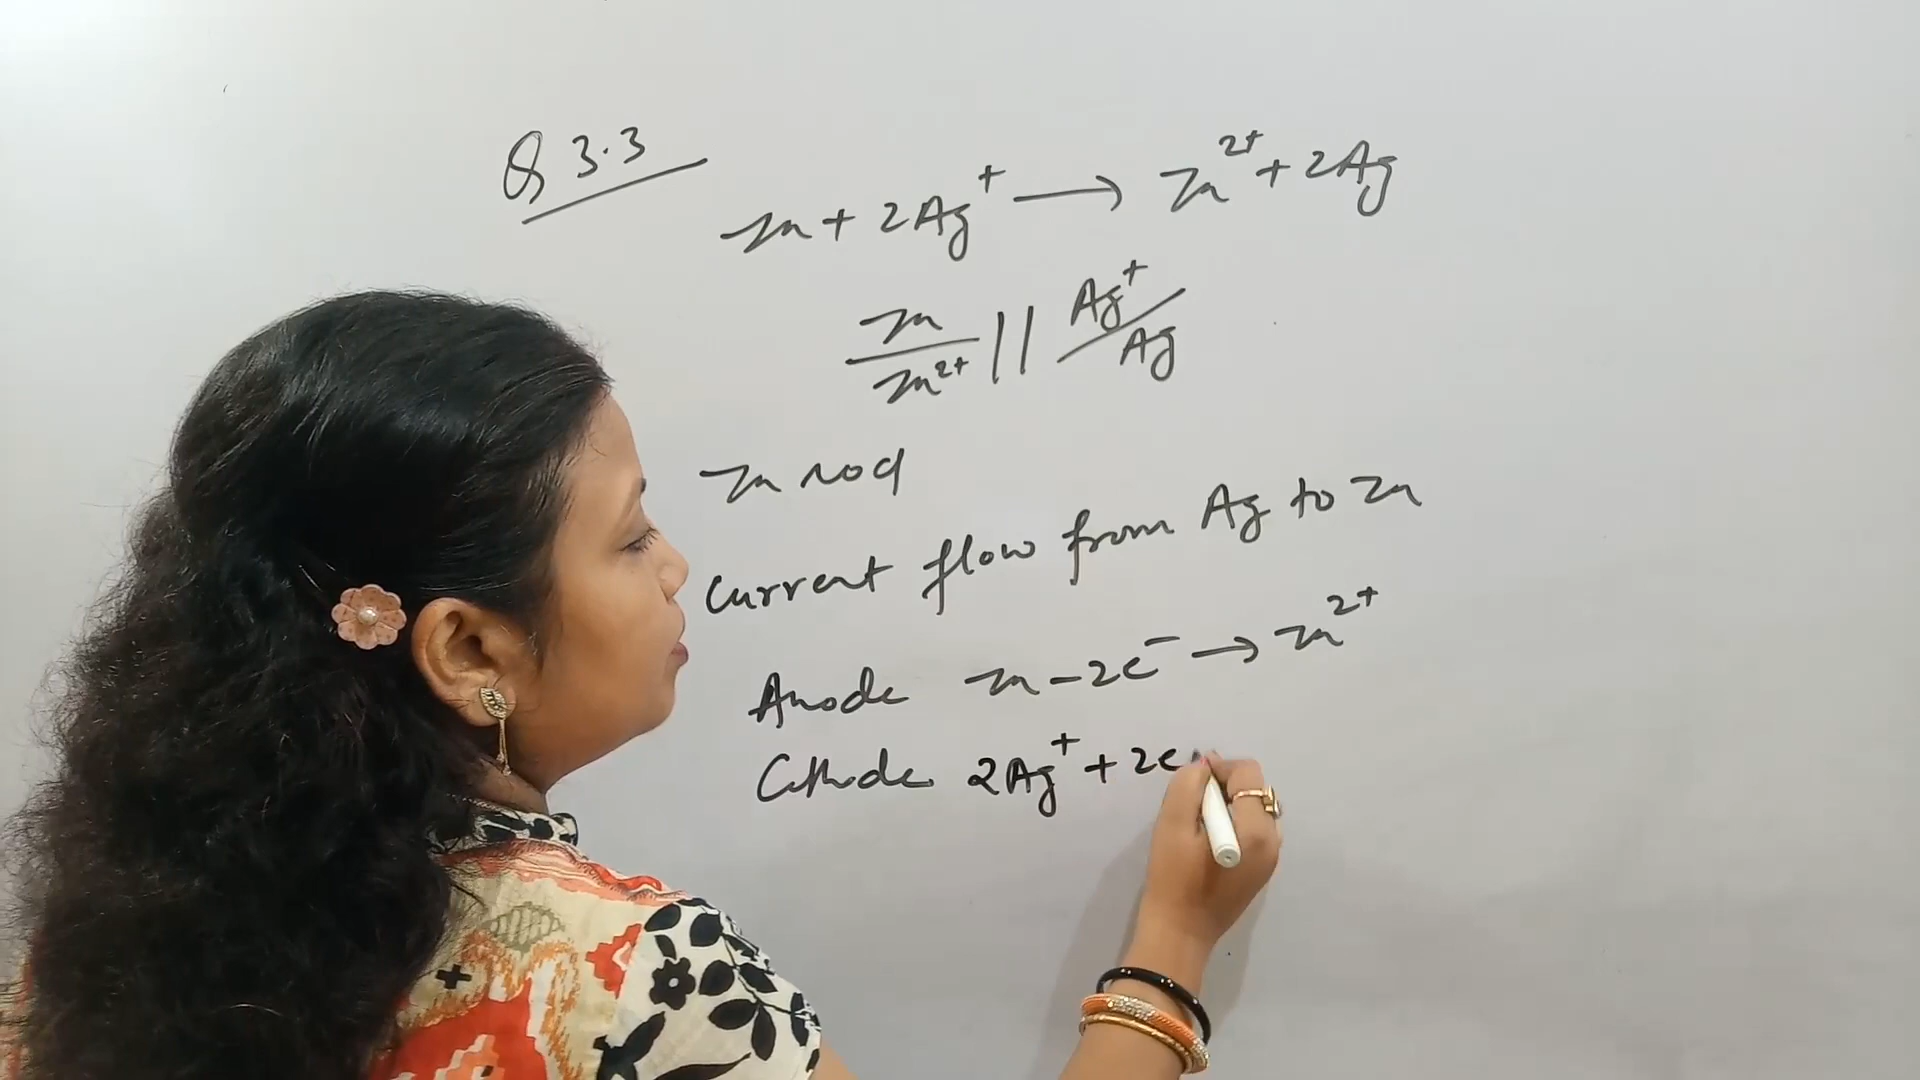 Q 3.3
Zn + 2Ag⁺ → Zn²⁺ + 2Ag
Zn/Zn²⁺ || Ag⁺/Ag
Zn rod
Current flow from Ag to Zn
Anode Zn - 2e⁻ → Zn²⁺
Cathode 2Ag⁺ + 2e